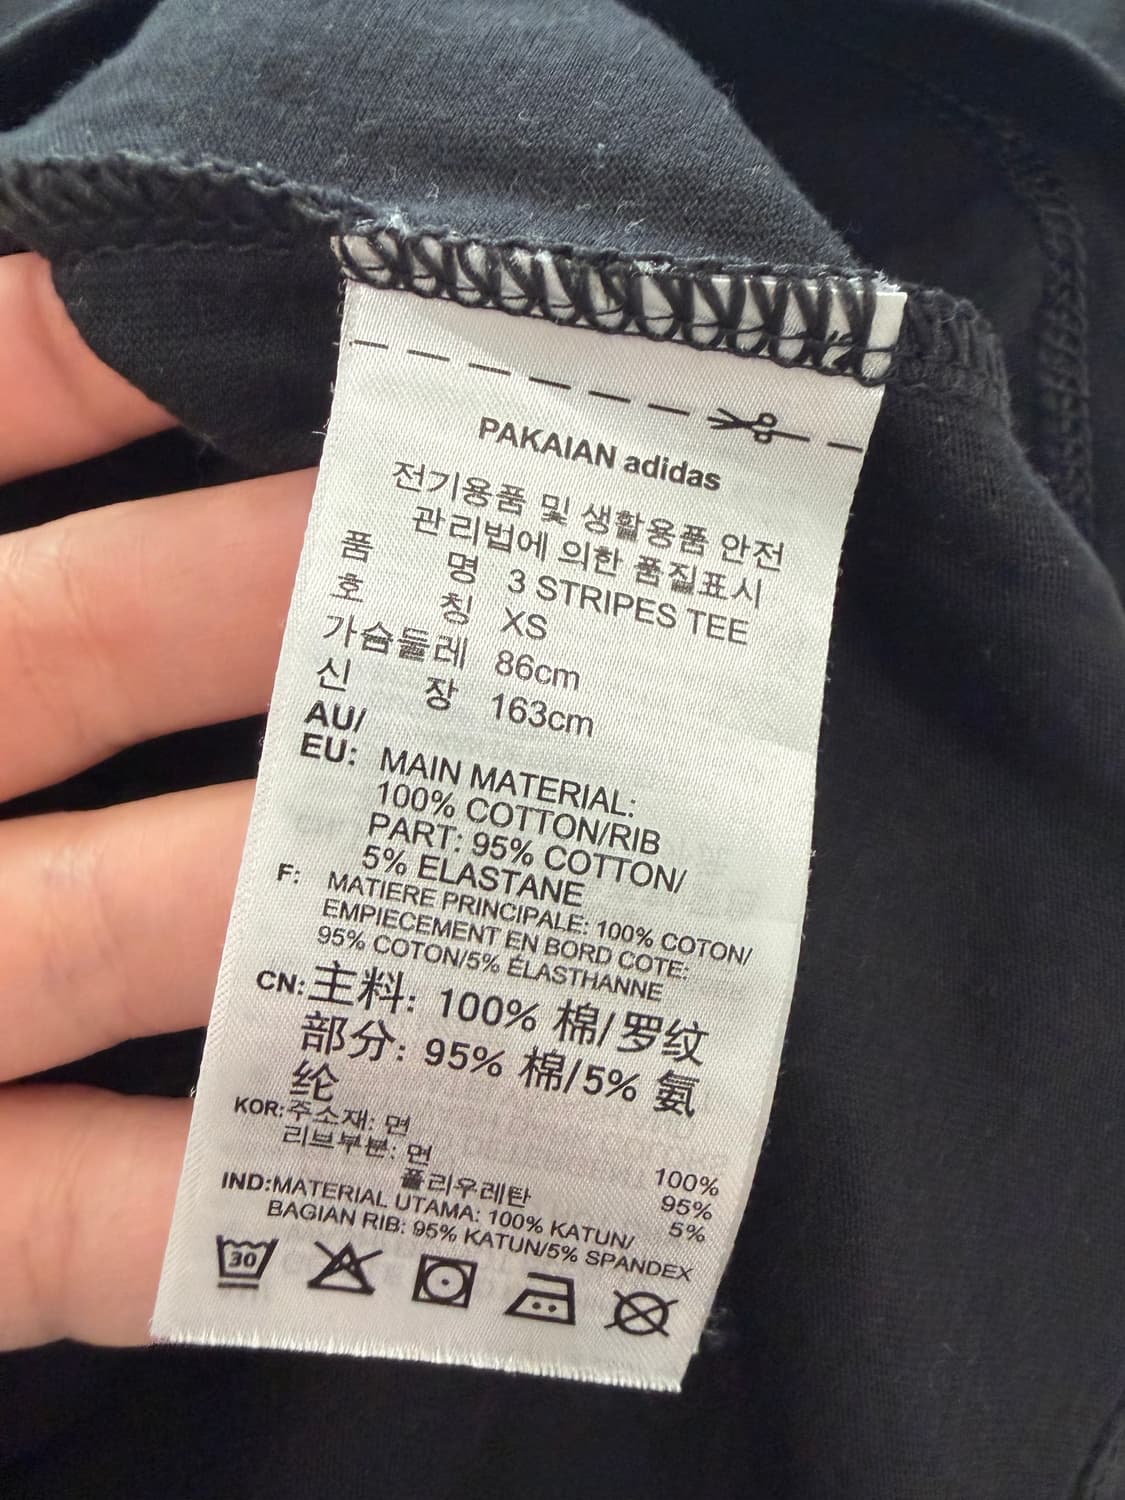 PAKAIAN adidas
전기용품 및 생활용품 안전
관리법에 의한 품질표시
품 명 3 STRIPES TEE
호 칭 XS
가슴둘레 86cm
신 장 163cm
AU/
EU: MAIN MATERIAL:
100% COTTON/RIB
PART: 95% COTTON/
5% ELASTANE
F: MATIERE PRINCIPALE: 100% COTON/
EMPIECEMENT EN BORD COTE:
95% COTON/5% ÉLASTHANNE
CN: 主料: 100% 棉/罗纹
部分: 95% 棉/5% 氨
纶
KOR: 주소재: 면 100%
리브부분: 면 95%
폴리우레탄 5%
IND: MATERIAL UTAMA: 100% KATUN/
BAGIAN RIB: 95% KATUN/5% SPANDEX
30